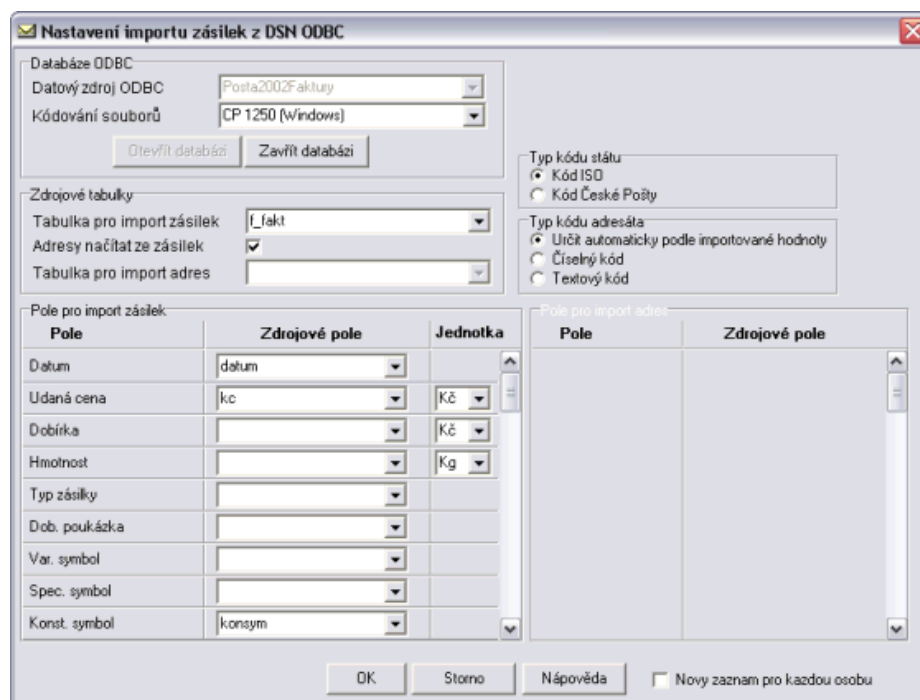 Nastavení importu zásilek z DSN ODBC
Databáze ODBC
Datový zdroj ODBC Posta2002Faktury
Kódování souborů CP 1250 (Windows)
Otevřít databázi Zavřít databázi
Typ kódu státu
Kód ISO
Kód České Pošty
Zdrojové tabulky
Tabulka pro import zásilek f_fakt
Adresy načítat ze zásilek
Tabulka pro import adres
Typ kódu adresáta
Určit automaticky podle importované hodnoty
Číselný kód
Textový kód
Pole pro import zásilek
Pole Zdrojové pole Jednotka
Datum datum
Udaná cena kc Kč
Dobírka Kč
Hmotnost Kg
Typ zásilky
Dob. poukázka
Var. symbol
Spec. symbol
Konst. symbol konsym
Pole pro import adres
Pole Zdrojové pole
OK Storno Nápověda Novy zaznam pro kazdou osobu